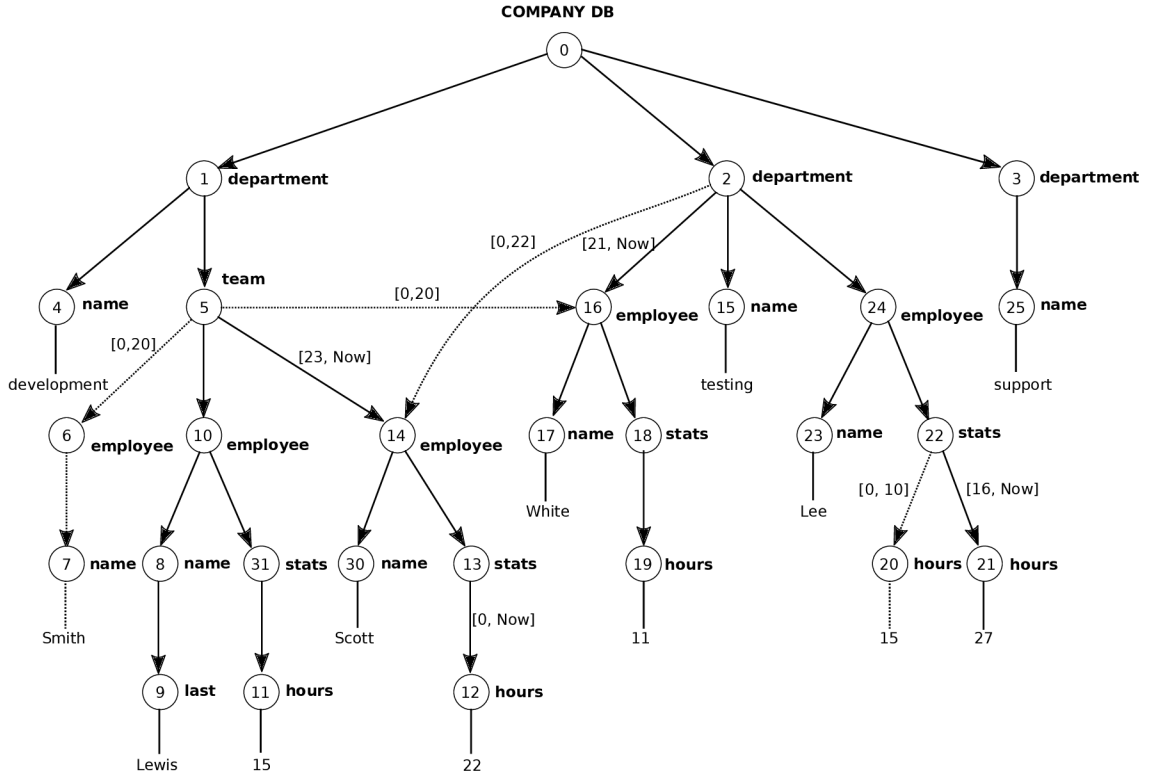 COMPANY DB
0
1
department
2
department
3
department
[0,22]
[21, Now]
team
4
name
5
[0,20]
16
employee
15
name
24
employee
25
name
[0,20]
[23, Now]
development
testing
support
6
employee
10
employee
14
employee
17
name
18
stats
23
name
22
stats
[0, 10]
[16, Now]
White
Lee
7
name
8
name
31
stats
30
name
13
stats
19
hours
20
hours
21
hours
[0, Now]
Smith
Scott
11
15
27
9
last
11
hours
12
hours
Lewis
15
22